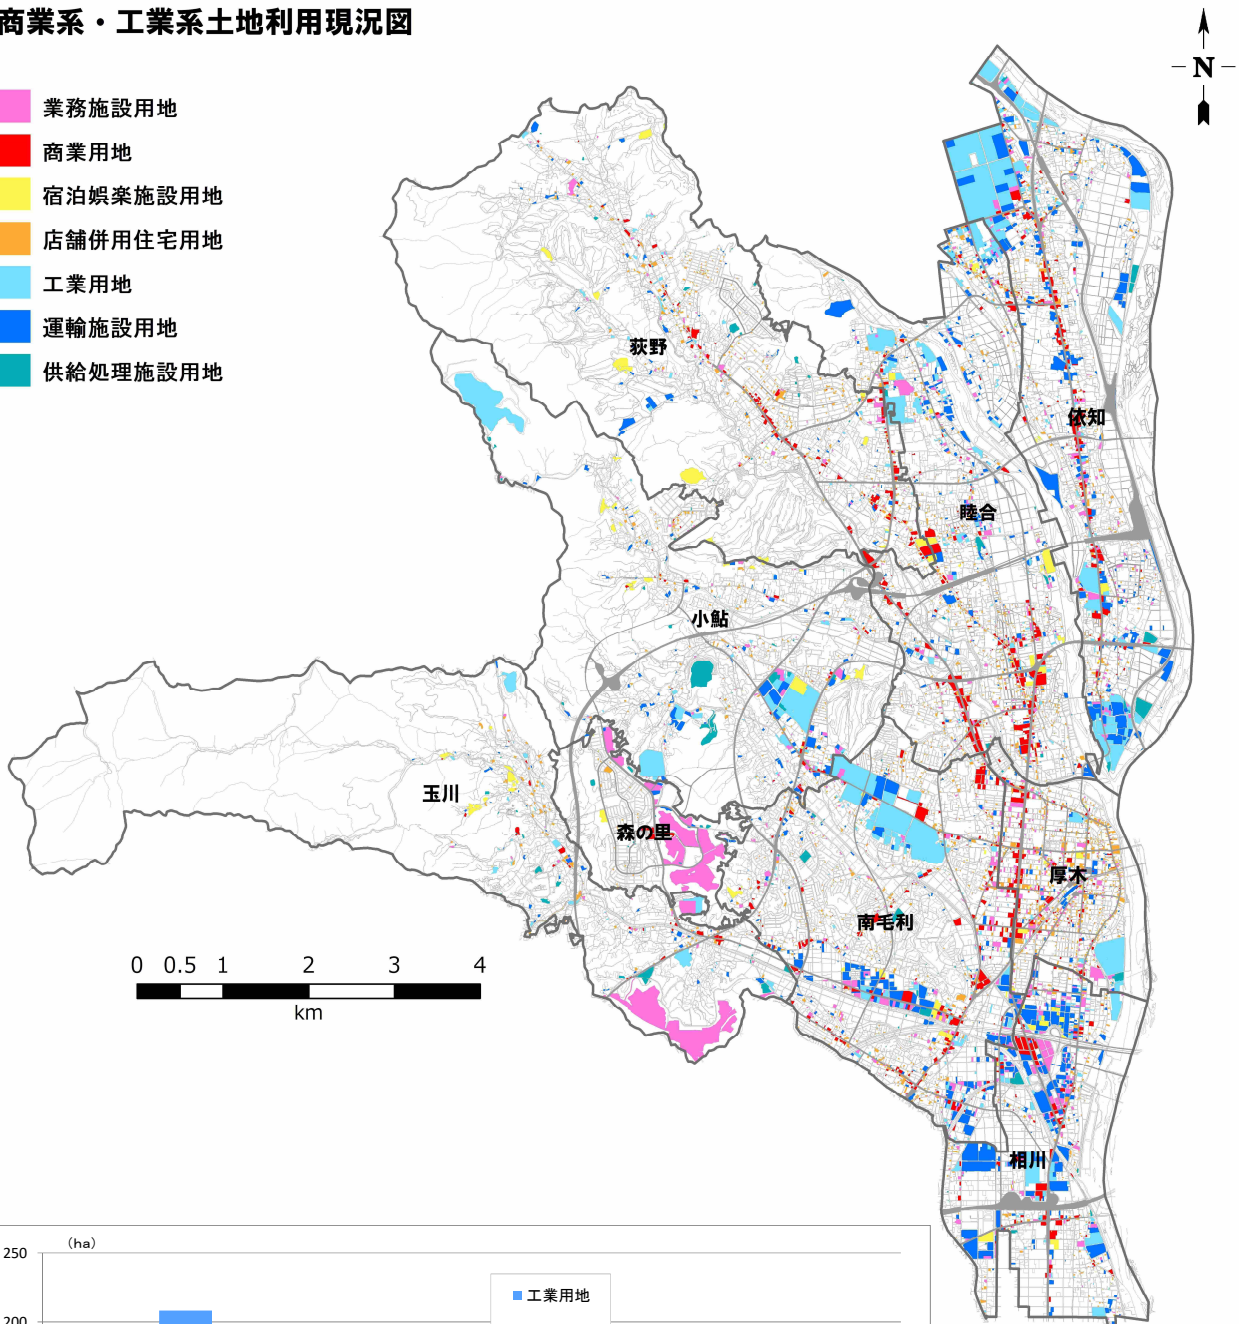 商業系・工業系土地利用現況図
N
業務施設用地
商業用地
宿泊娯楽施設用地
店舗併用住宅用地
工業用地
運輸施設用地
供給処理施設用地
荻野
依知
睦合
小鮎
玉川
森の里
厚木
南毛利
相川
0 0.5 1 2 3 4
km
（ha）
250
工業用地
200